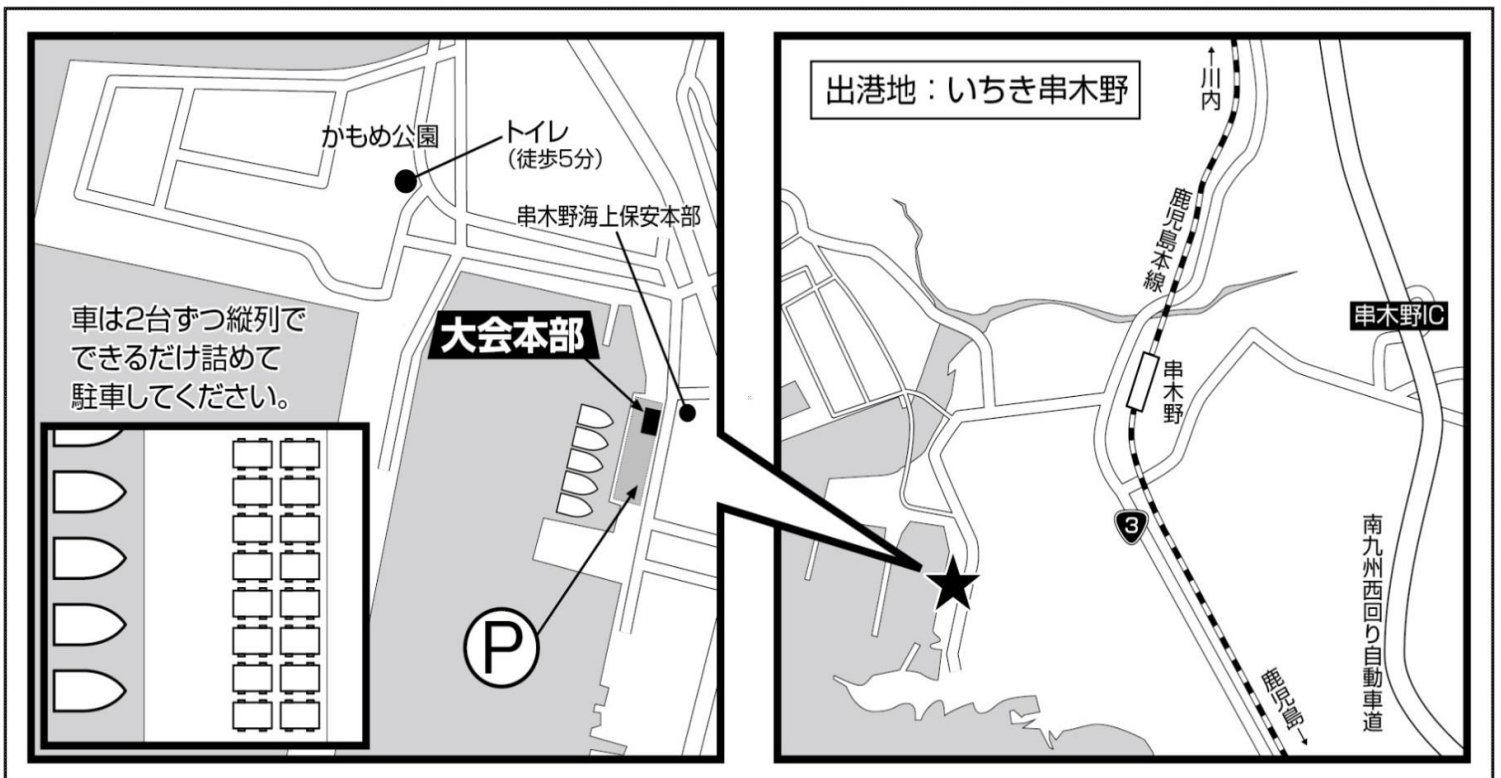 かもめ公園
トイレ
(徒歩5分)
串木野海上保安本部
車は2台ずつ縦列で
できるだけ詰めて
駐車してください。
大会本部
P
出港地:いちき串木野
←川内
鹿児島本線
串木野IC
串木野
3
南九州西回り自動車道
鹿児島→